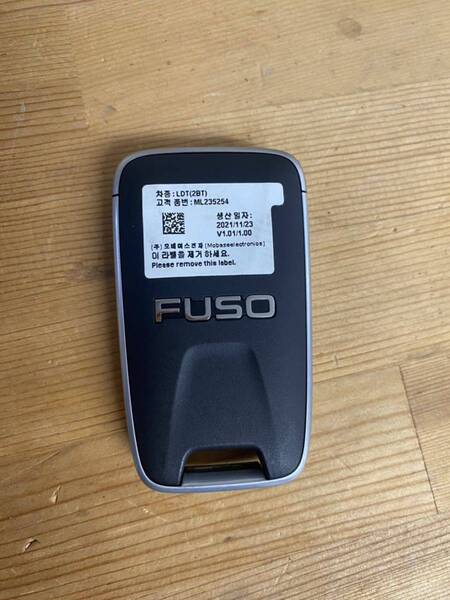 차종 : LDT(2BT)
고객 품번 : ML235254
생산 일자 :
2021/11/23
V1.01/1.00
(주) 모베이스전자(Mobaseelectronics)
이 라벨을 제거 하세요.
Please remove this label.
FUSO